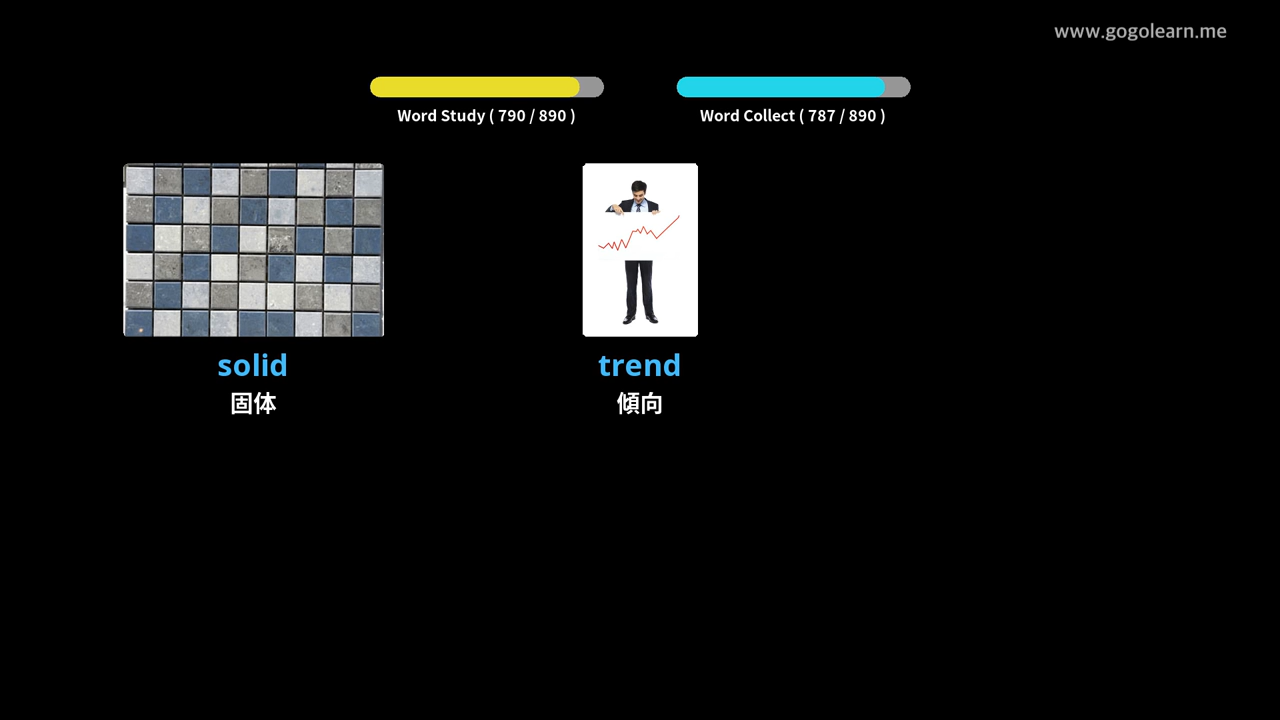 www.gogolearn.me
Word Study ( 790 / 890 )
Word Collect ( 787 / 890 )
solid
固体
trend
傾向